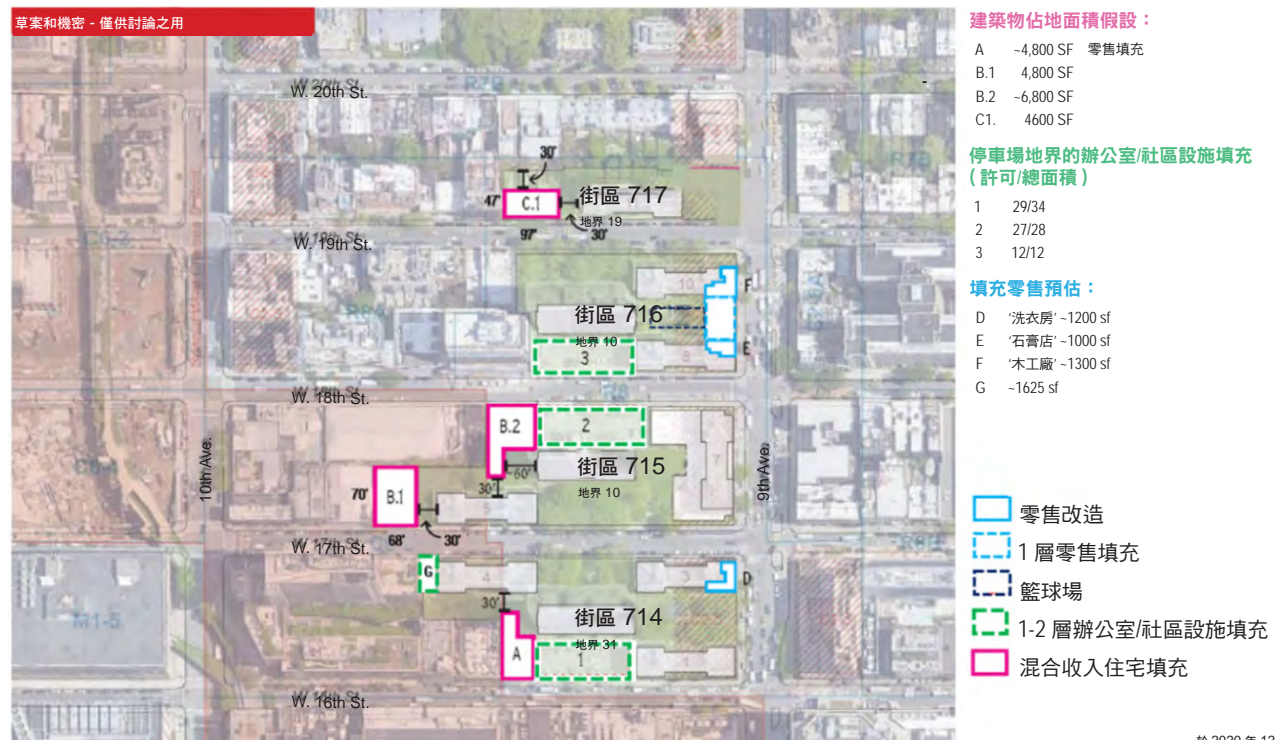 草案和機密 - 僅供討論之用
W. 20th St.
R7B
30'
街區 717
C.1
47'
地界 19
97'
30'
W. 19th St.
10
F
街區 716
地界 10
3
8
E
W. 18th St.
B.2
2
7
街區 715
~60'
地界 10
30'
10th Ave.
9th Ave.
70'
B.1
5
68'
30'
W. 17th St.
G
4
3
D
30'
街區 714
M1-5
地界 31
A
1
W. 16th St.
建築物佔地面積假設：
A ~4,800 SF 零售填充
B.1 4,800 SF
B.2 ~6,800 SF
C1. 4600 SF
停車場地界的辦公室/社區設施填充
( 許可/總面積 )
1 29/34
2 27/28
3 12/12
填充零售預估：
D '洗衣房' ~1200 sf
E '石膏店' ~1000 sf
F '木工廠' ~1300 sf
G ~1625 sf
零售改造
1 層零售填充
籃球場
1-2 層辦公室/社區設施填充
混合收入住宅填充